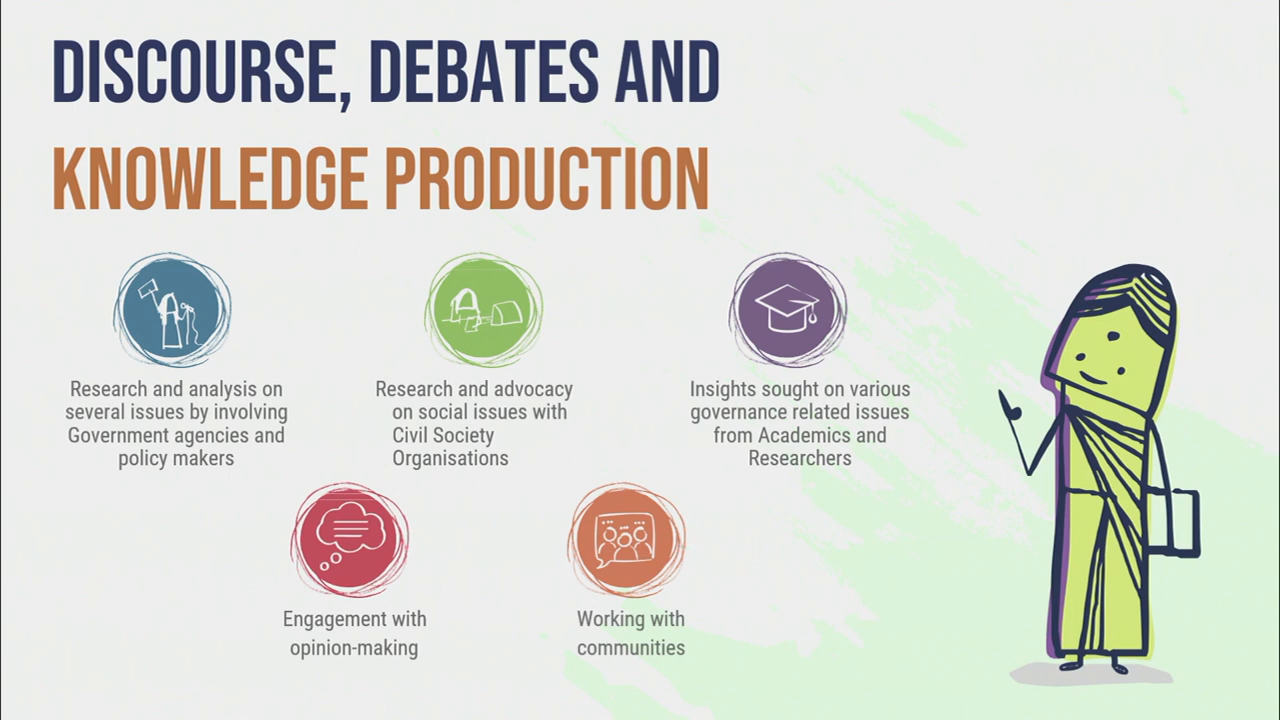 DISCOURSE, DEBATES AND
KNOWLEDGE PRODUCTION
Research and analysis on
several issues by involving
Government agencies and
policy makers
Research and advocacy
on social issues with
Civil Society
Organisations
Insights sought on various
governance related issues
from Academics and
Researchers
Engagement with
opinion-making
Working with
communities